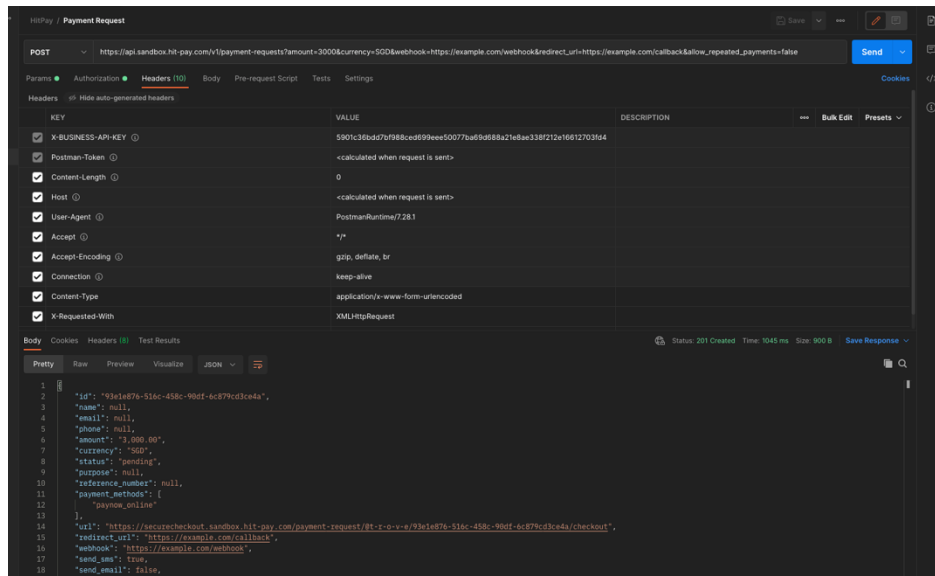 HitPay / Payment Request
Save
POST https://api.sandbox.hit-pay.com/v1/payment-requests?amount=3000&currency=SGD&webhook=https://example.com/webhook&redirect_url=https://example.com/callback&allow_repeated_payments=false Send
Params Authorization Headers (10) Body Pre-request Script Tests Settings Cookies
Headers Hide auto-generated headers
KEY VALUE DESCRIPTION Bulk Edit Presets
X-BUSINESS-API-KEY 5901c36bdd7bf988ced699eee50077ba69d688a21e8ae338f212e16612703fd4
Postman-Token <calculated when request is sent>
Content-Length 0
Host <calculated when request is sent>
User-Agent PostmanRuntime/7.28.1
Accept */*
Accept-Encoding gzip, deflate, br
Connection keep-alive
Content-Type application/x-www-form-urlencoded
X-Requested-With XMLHttpRequest
Body Cookies Headers (8) Test Results Status: 201 Created Time: 1045 ms Size: 900 B Save Response
Pretty Raw Preview Visualize JSON
1 {
2 "id": "93e1e876-516c-458c-90df-6c879cd3ce4a",
3 "name": null,
4 "email": null,
5 "phone": null,
6 "amount": "3,000.00",
7 "currency": "SGD",
8 "status": "pending",
9 "purpose": null,
10 "reference_number": null,
11 "payment_methods": [
12 "paynow_online"
13 ],
14 "url": "https://securecheckout.sandbox.hit-pay.com/payment-request/@t-r-o-v-e/93e1e876-516c-458c-90df-6c879cd3ce4a/checkout",
15 "redirect_url": "https://example.com/callback",
16 "webhook": "https://example.com/webhook",
17 "send_sms": true,
18 "send_email": false,